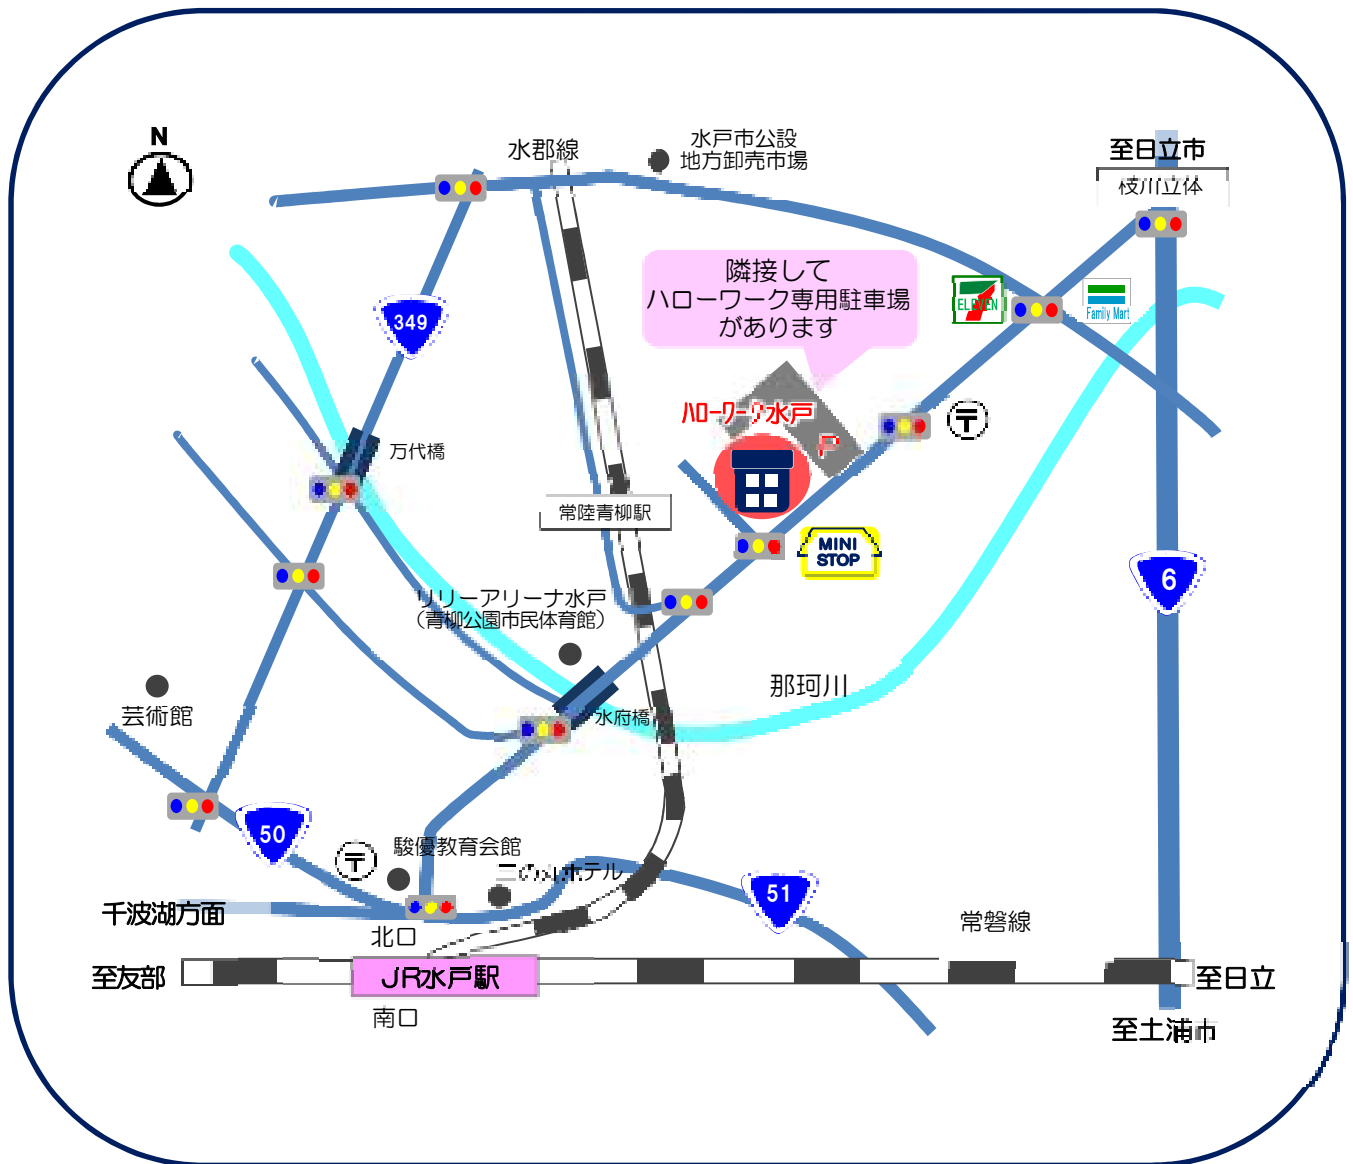 N
水郡線
水戸市公設
地方卸売市場
至日立市
枝川立体
隣接して
ハローワーク専用駐車場
があります
ELEVEN
Family Mart
349
ハローワーク水戸
P
〒
万代橋
常陸青柳駅
MINI
STOP
6
リリーアリーナ水戸
（青柳公園市民体育館）
那珂川
芸術館
水府橋
50
〒
駿優教育会館
三の丸ホテル
51
千波湖方面
北口
常磐線
至友部
JR水戸駅
至日立
南口
至土浦市